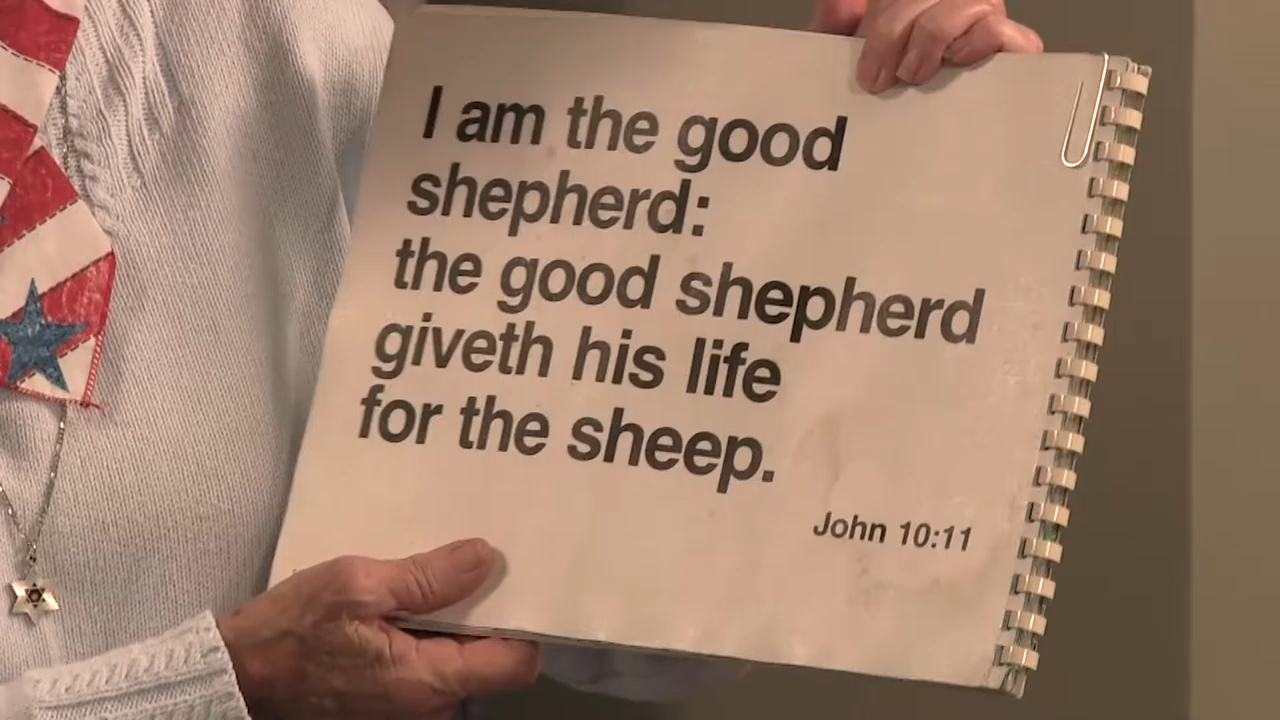 I am the good
shepherd:
the good shepherd
giveth his life
for the sheep.
John 10:11